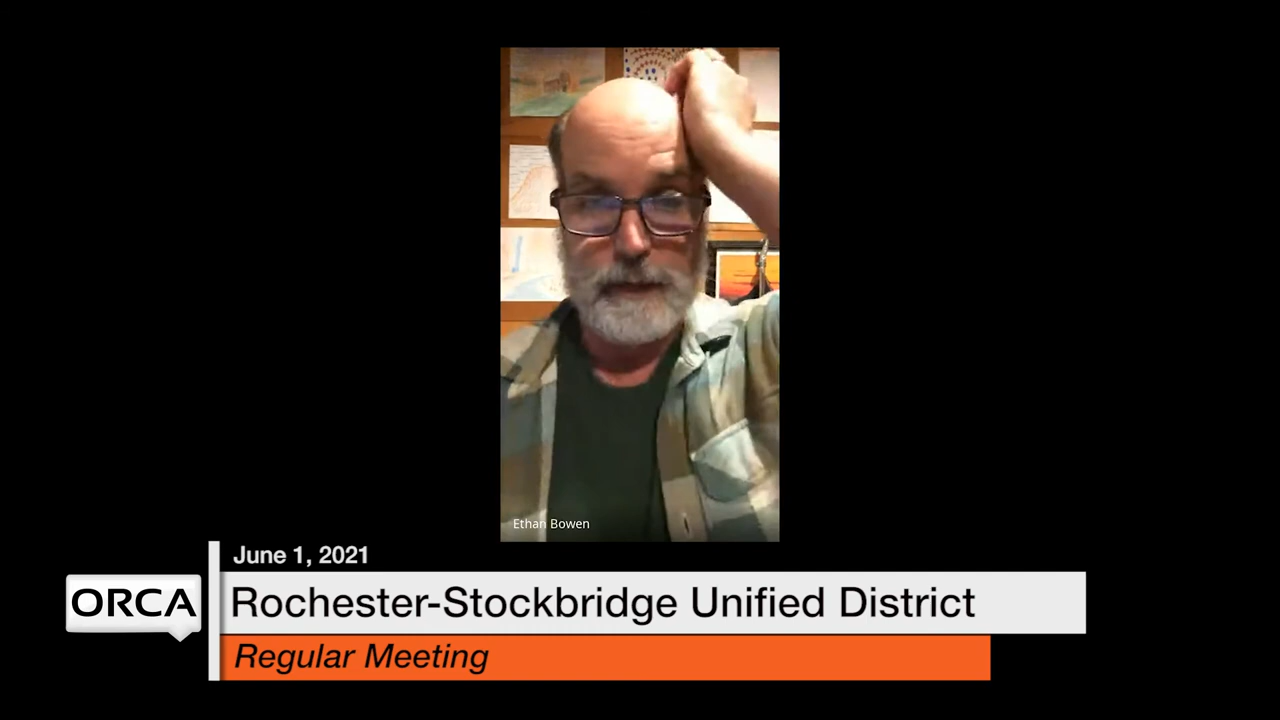 Ethan Bowen
June 1, 2021
ORCA
Rochester-Stockbridge Unified District
Regular Meeting